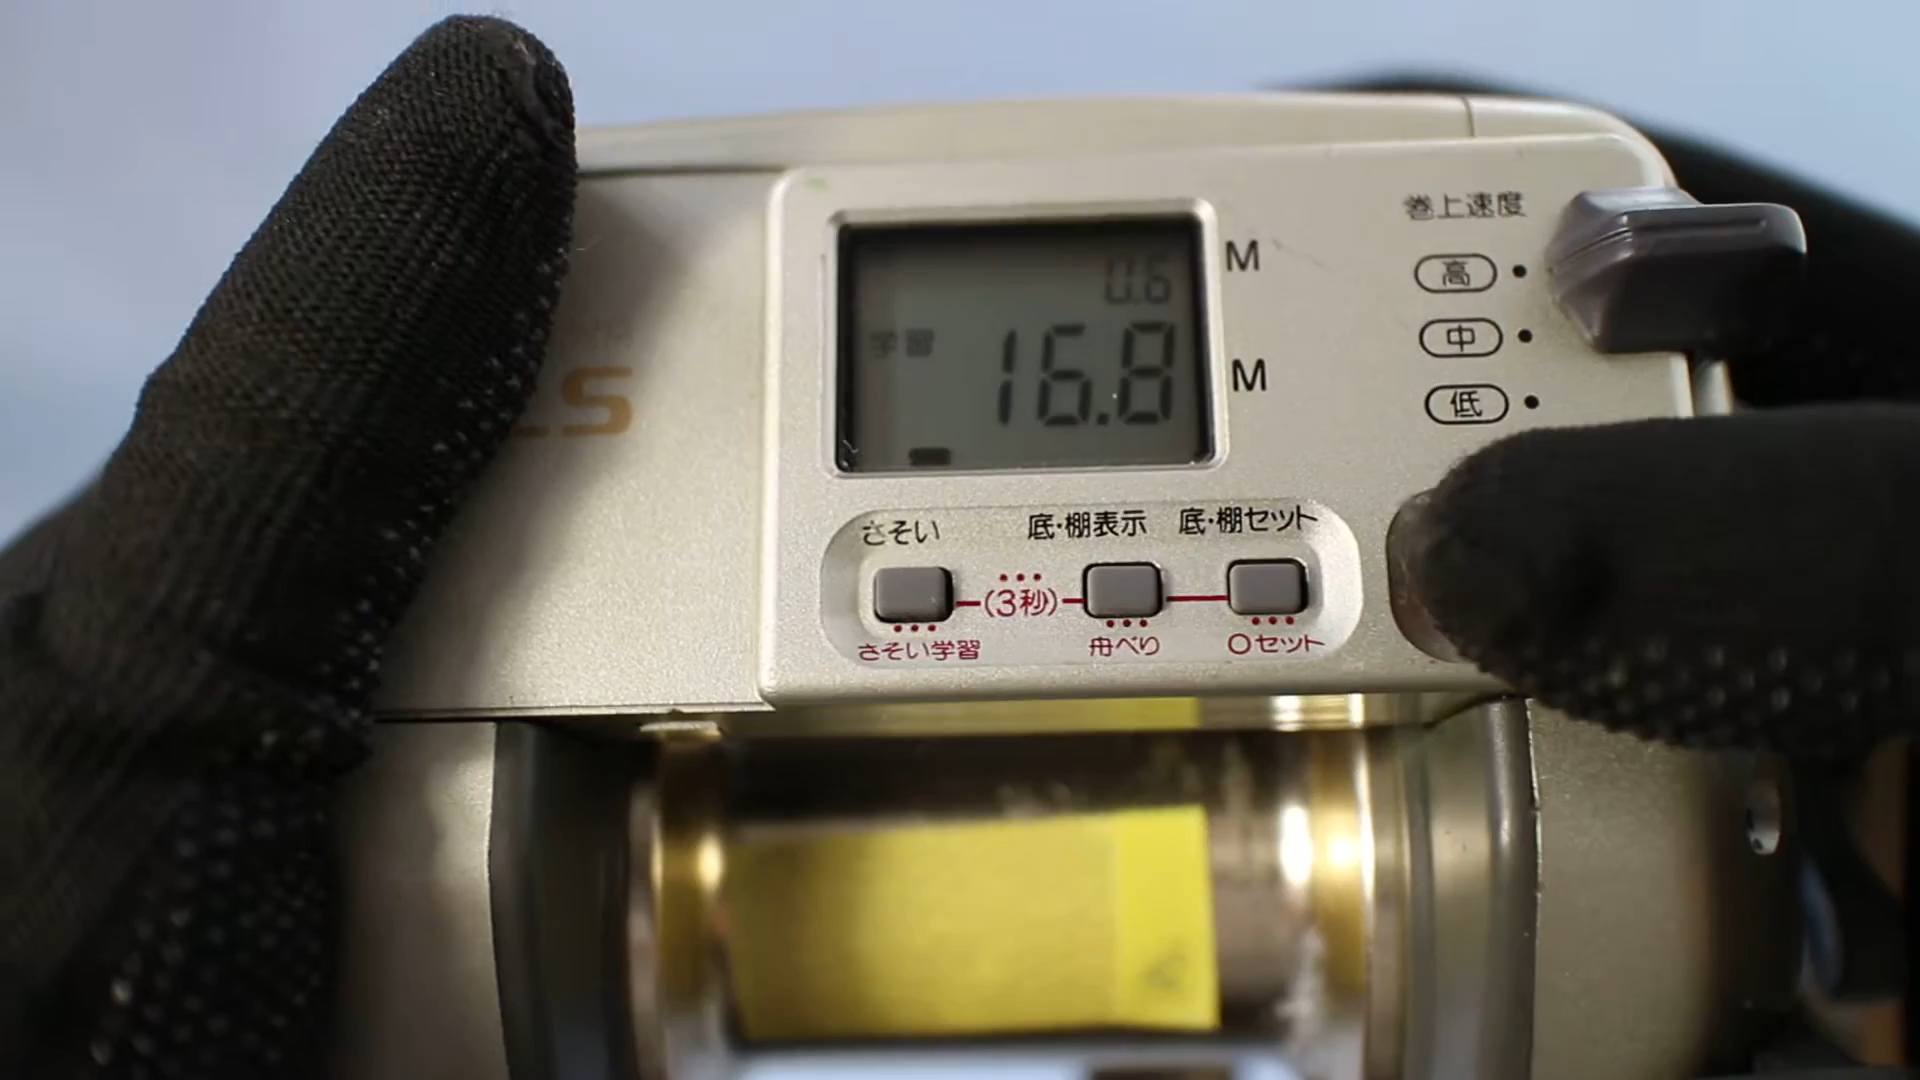 LS
0.6 M
学習 16.8 M
巻上速度
高
中
低
さそい 底・棚表示 底・棚セット
(3秒)
さそい学習 舟べり 0セット